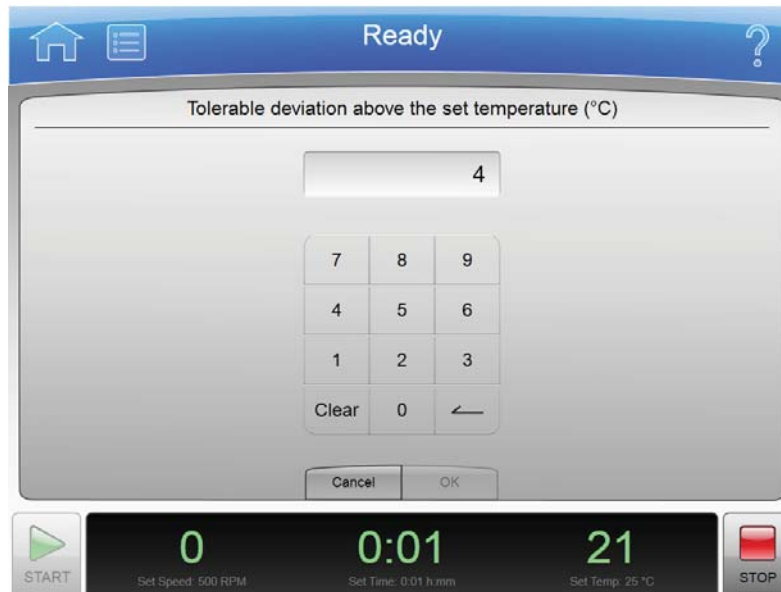 Ready
?
Tolerable deviation above the set temperature (°C)
4
7 8 9
4 5 6
1 2 3
Clear 0
Cancel OK
0 0:01 21
START Set Speed: 500 RPM Set Time: 0:01 h:mm Set Temp: 25 °C STOP